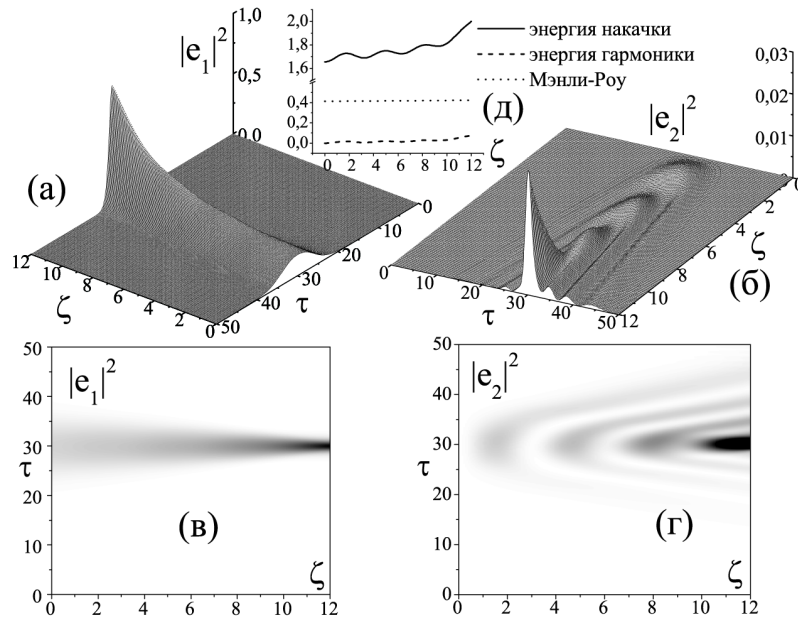 |e₁|²
1,0
0,5
0,0
(а)
12
10
8
6
4
2
0
ζ
50
40
30
20
10
0
τ
2,0
1,8
1,6
0,4
0,2
0,0
0 2 4 6 8 10 12
ζ
(д)
энергия накачки
энергия гармоники
Мэнли-Роу
|e₂|²
0,03
0,02
0,01
0
2
4
6
8
10
12
ζ
(б)
0
10
20
30
40
50
τ
50
40
30
20
10
0
τ
|e₁|²
(в)
ζ
0 2 4 6 8 10 12
50
40
30
20
10
0
τ
|e₂|²
(г)
ζ
0 2 4 6 8 10 12